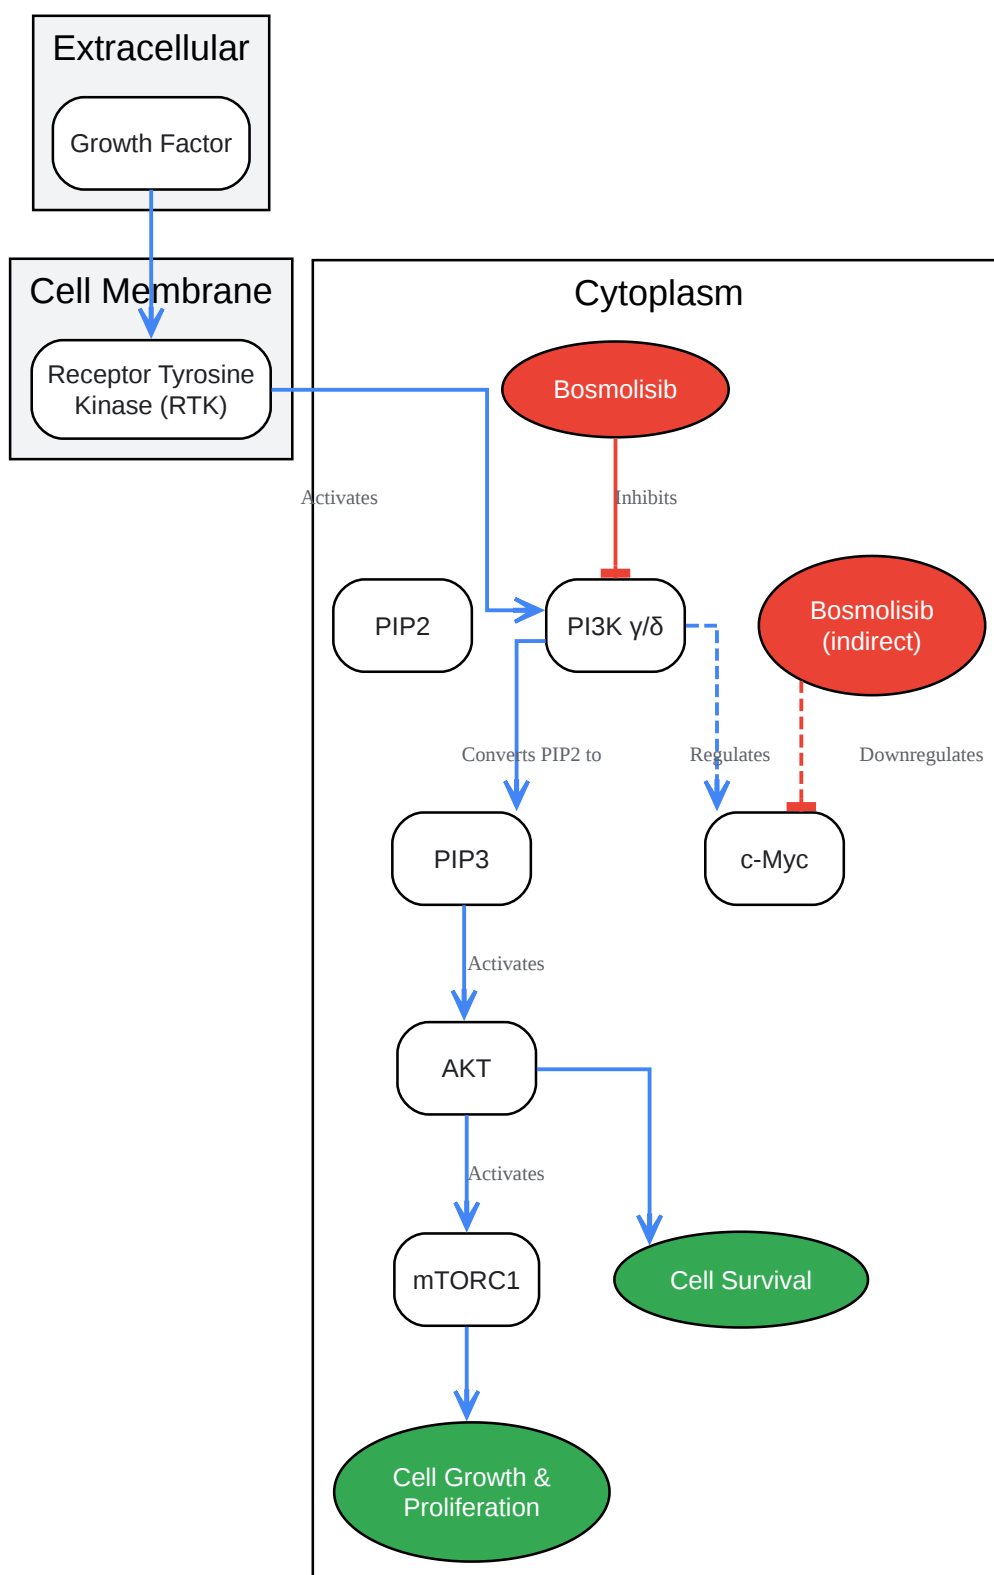 Extracellular
Growth Factor
Cell Membrane
Receptor Tyrosine
Kinase (RTK)
Cytoplasm
Bosmolisib
Activates
Inhibits
PIP2
PI3K γ/δ
Bosmolisib
(indirect)
Converts PIP2 to
Regulates
Downregulates
PIP3
c-Myc
Activates
AKT
Activates
mTORC1
Cell Survival
Cell Growth &
Proliferation